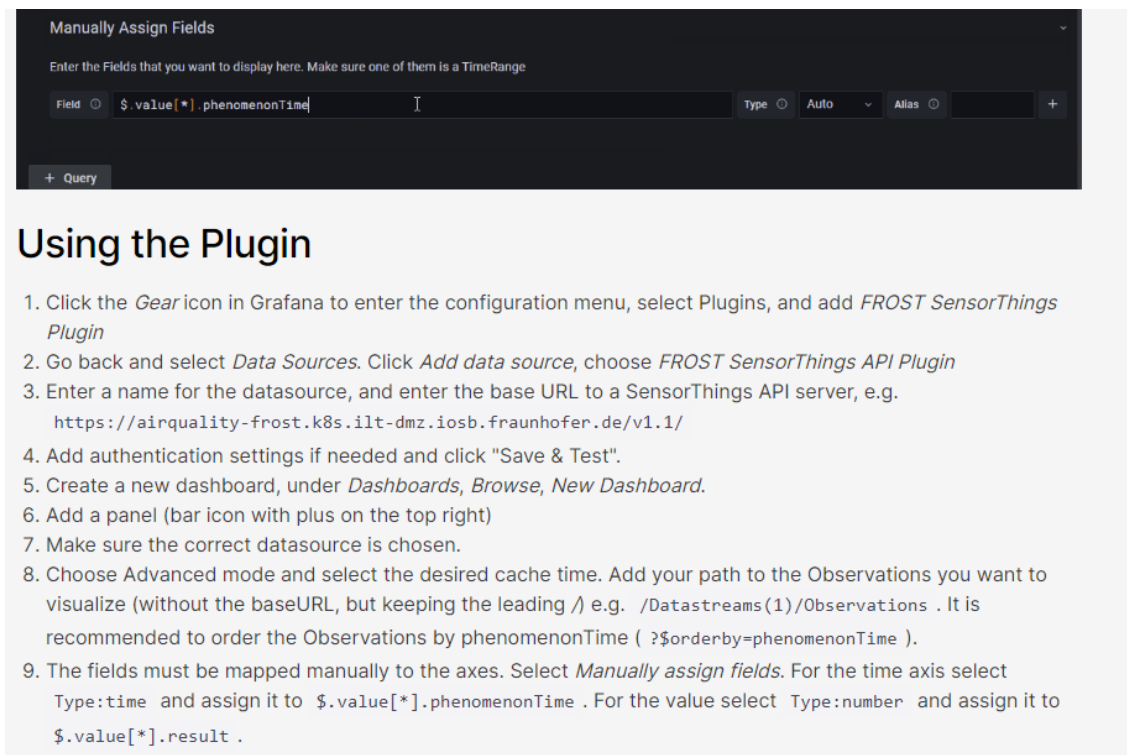 Manually Assign Fields
Enter the Fields that you want to display here. Make sure one of them is a TimeRange
Field $.value[*].phenomenonTime Type Auto Alias +
+ Query
Using the Plugin
1. Click the Gear icon in Grafana to enter the configuration menu, select Plugins, and add FROST SensorThings
Plugin
2. Go back and select Data Sources. Click Add data source, choose FROST SensorThings API Plugin
3. Enter a name for the datasource, and enter the base URL to a SensorThings API server, e.g.
https://airquality-frost.k8s.ilt-dmz.iosb.fraunhofer.de/v1.1/
4. Add authentication settings if needed and click "Save & Test".
5. Create a new dashboard, under Dashboards, Browse, New Dashboard.
6. Add a panel (bar icon with plus on the top right)
7. Make sure the correct datasource is chosen.
8. Choose Advanced mode and select the desired cache time. Add your path to the Observations you want to
visualize (without the baseURL, but keeping the leading /) e.g. /Datastreams(1)/Observations . It is
recommended to order the Observations by phenomenonTime ( ?$orderby=phenomenonTime ).
9. The fields must be mapped manually to the axes. Select Manually assign fields. For the time axis select
Type:time and assign it to $.value[*].phenomenonTime . For the value select Type:number and assign it to
$.value[*].result .